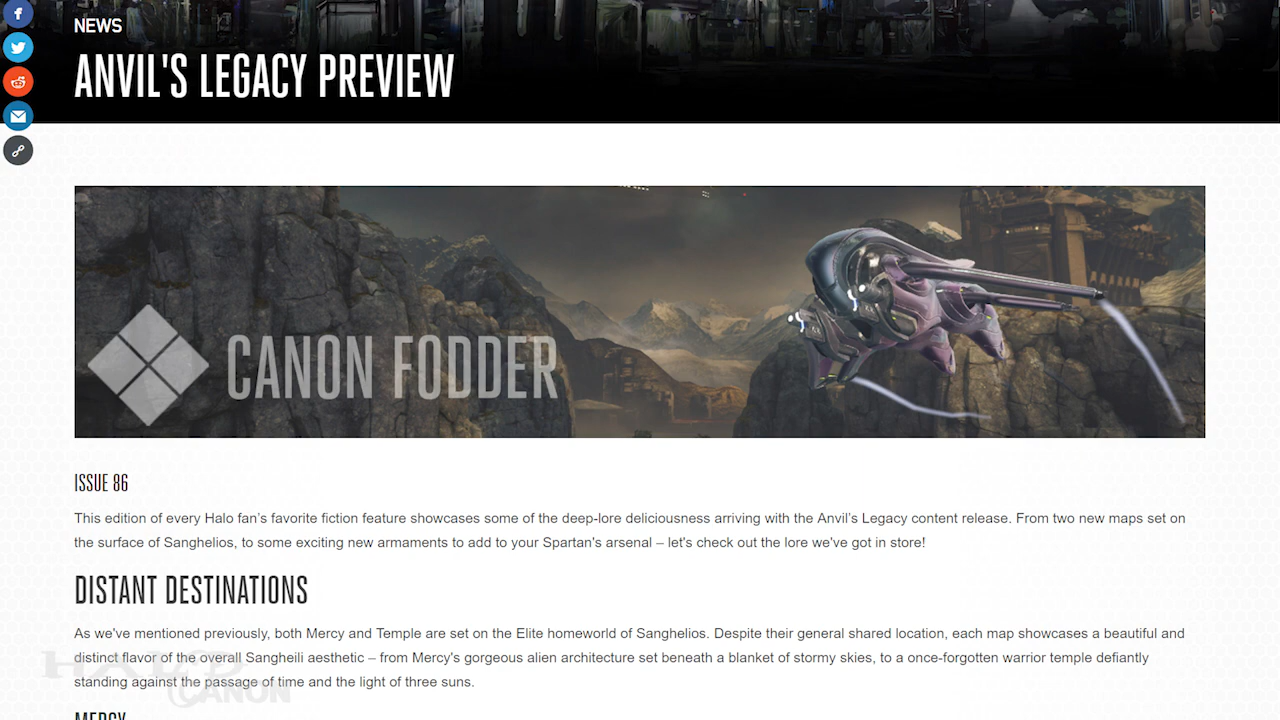 NEWS
ANVIL'S LEGACY PREVIEW
CANON FODDER
ISSUE 86
This edition of every Halo fan’s favorite fiction feature showcases some of the deep-lore deliciousness arriving with the Anvil’s Legacy content release. From two new maps set on
the surface of Sanghelios, to some exciting new armaments to add to your Spartan's arsenal – let's check out the lore we've got in store!
DISTANT DESTINATIONS
As we've mentioned previously, both Mercy and Temple are set on the Elite homeworld of Sanghelios. Despite their general shared location, each map showcases a beautiful and
distinct flavor of the overall Sangheili aesthetic – from Mercy's gorgeous alien architecture set beneath a blanket of stormy skies, to a once-forgotten warrior temple defiantly
standing against the passage of time and the light of three suns.
HALO
CANON
MERCY